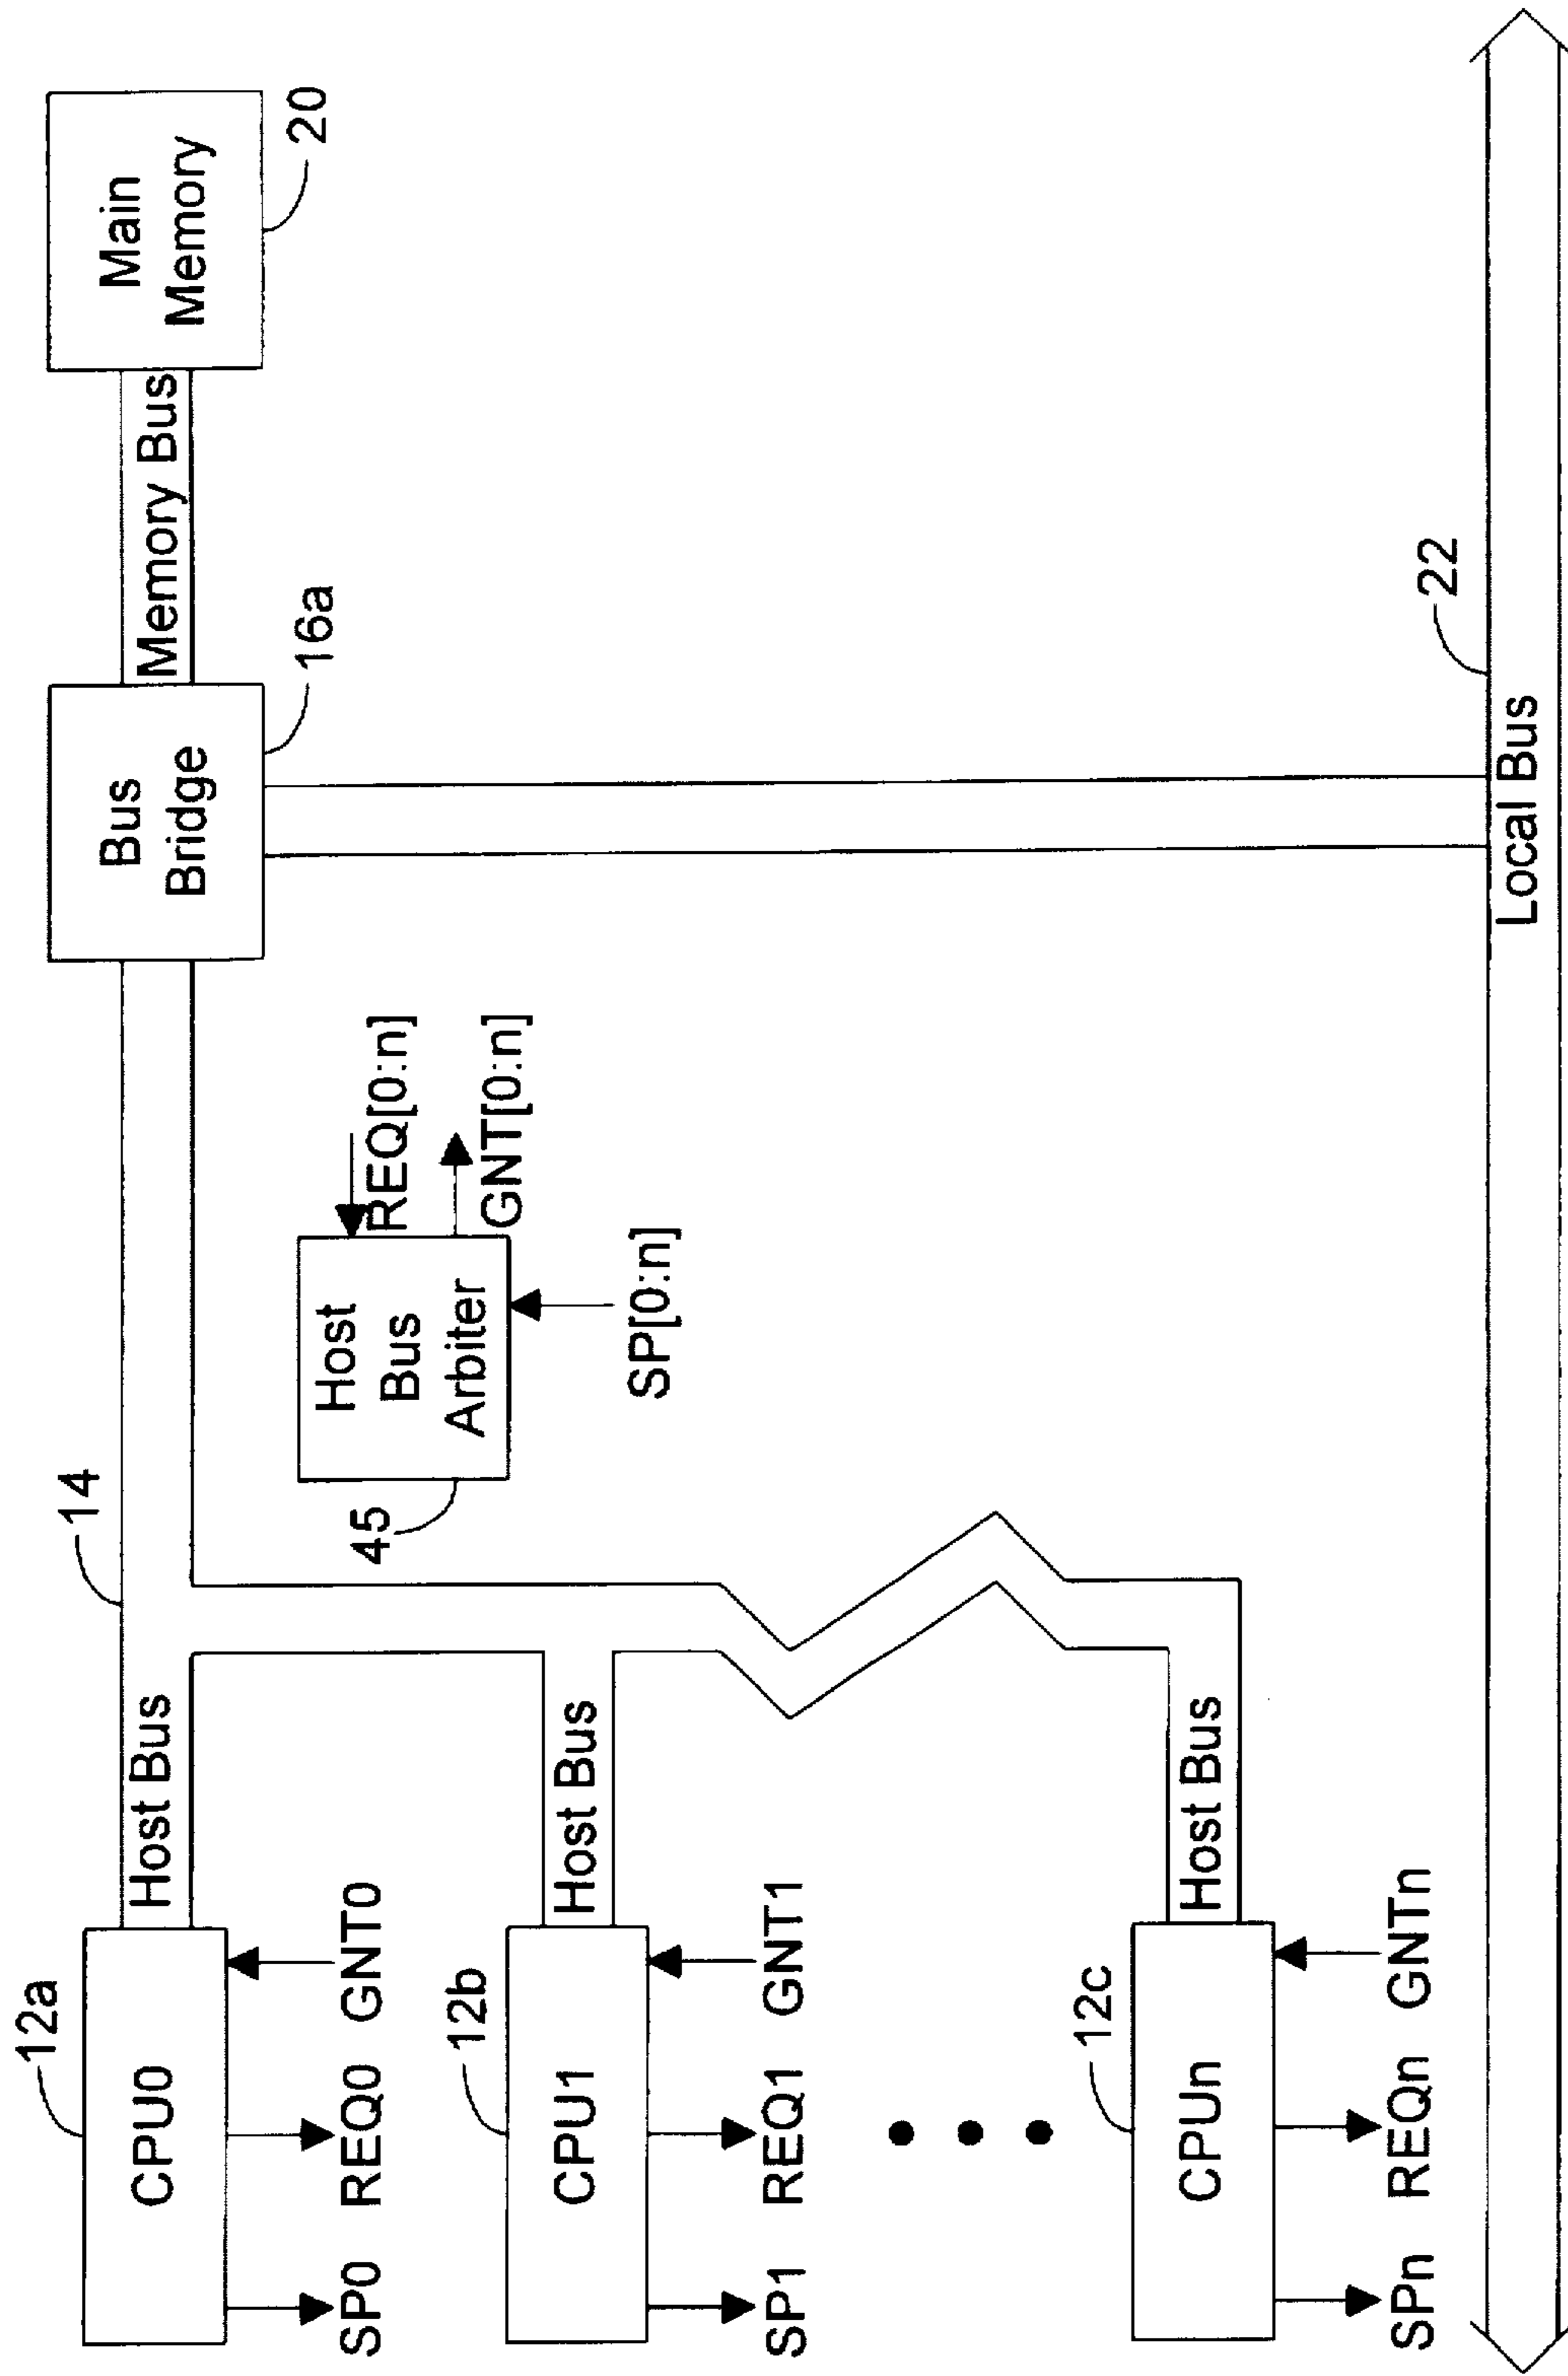 12a
CPU0
SP0 REQ0 GNT0
Host Bus
14
Bus
Bridge
16a
Memory Bus
Main
Memory
20
12b
CPU1
SP1 REQ1 GNT1
Host Bus
45
Host
Bus
Arbiter
REQ[0:n]
GNT[0:n]
SP[0:n]
12c
CPUn
SPn REQn GNTn
Host Bus
22
Local Bus